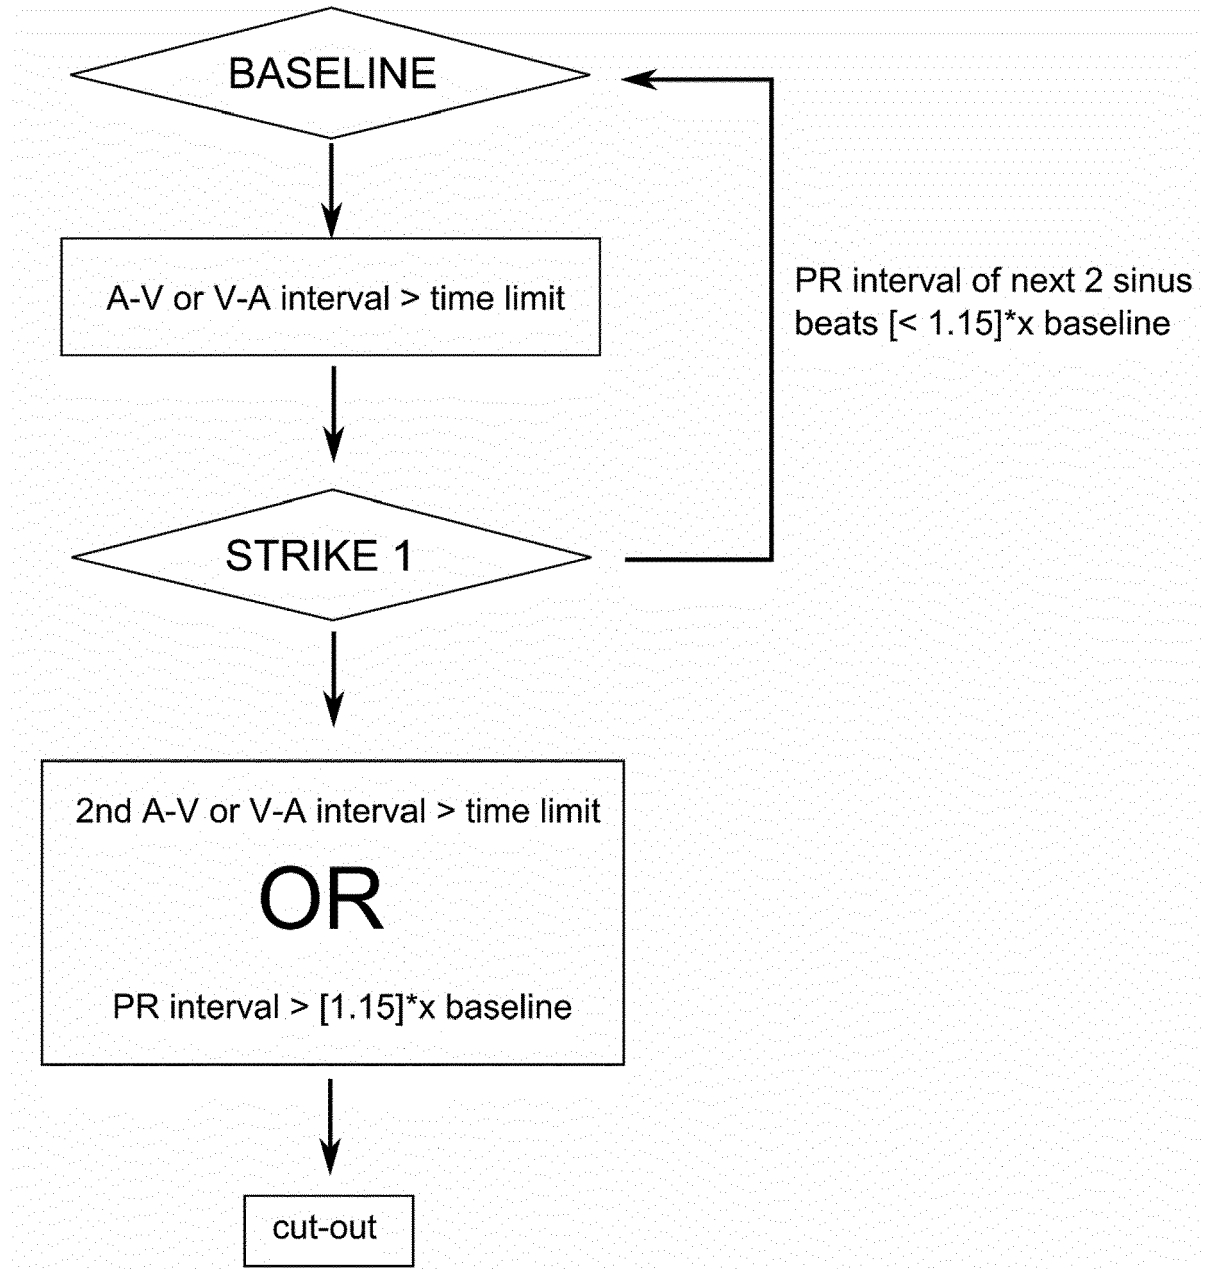 BASELINE
A-V or V-A interval > time limit
PR interval of next 2 sinus
beats [< 1.15]*x baseline
STRIKE 1
2nd A-V or V-A interval > time limit
OR
PR interval > [1.15]*x baseline
cut-out